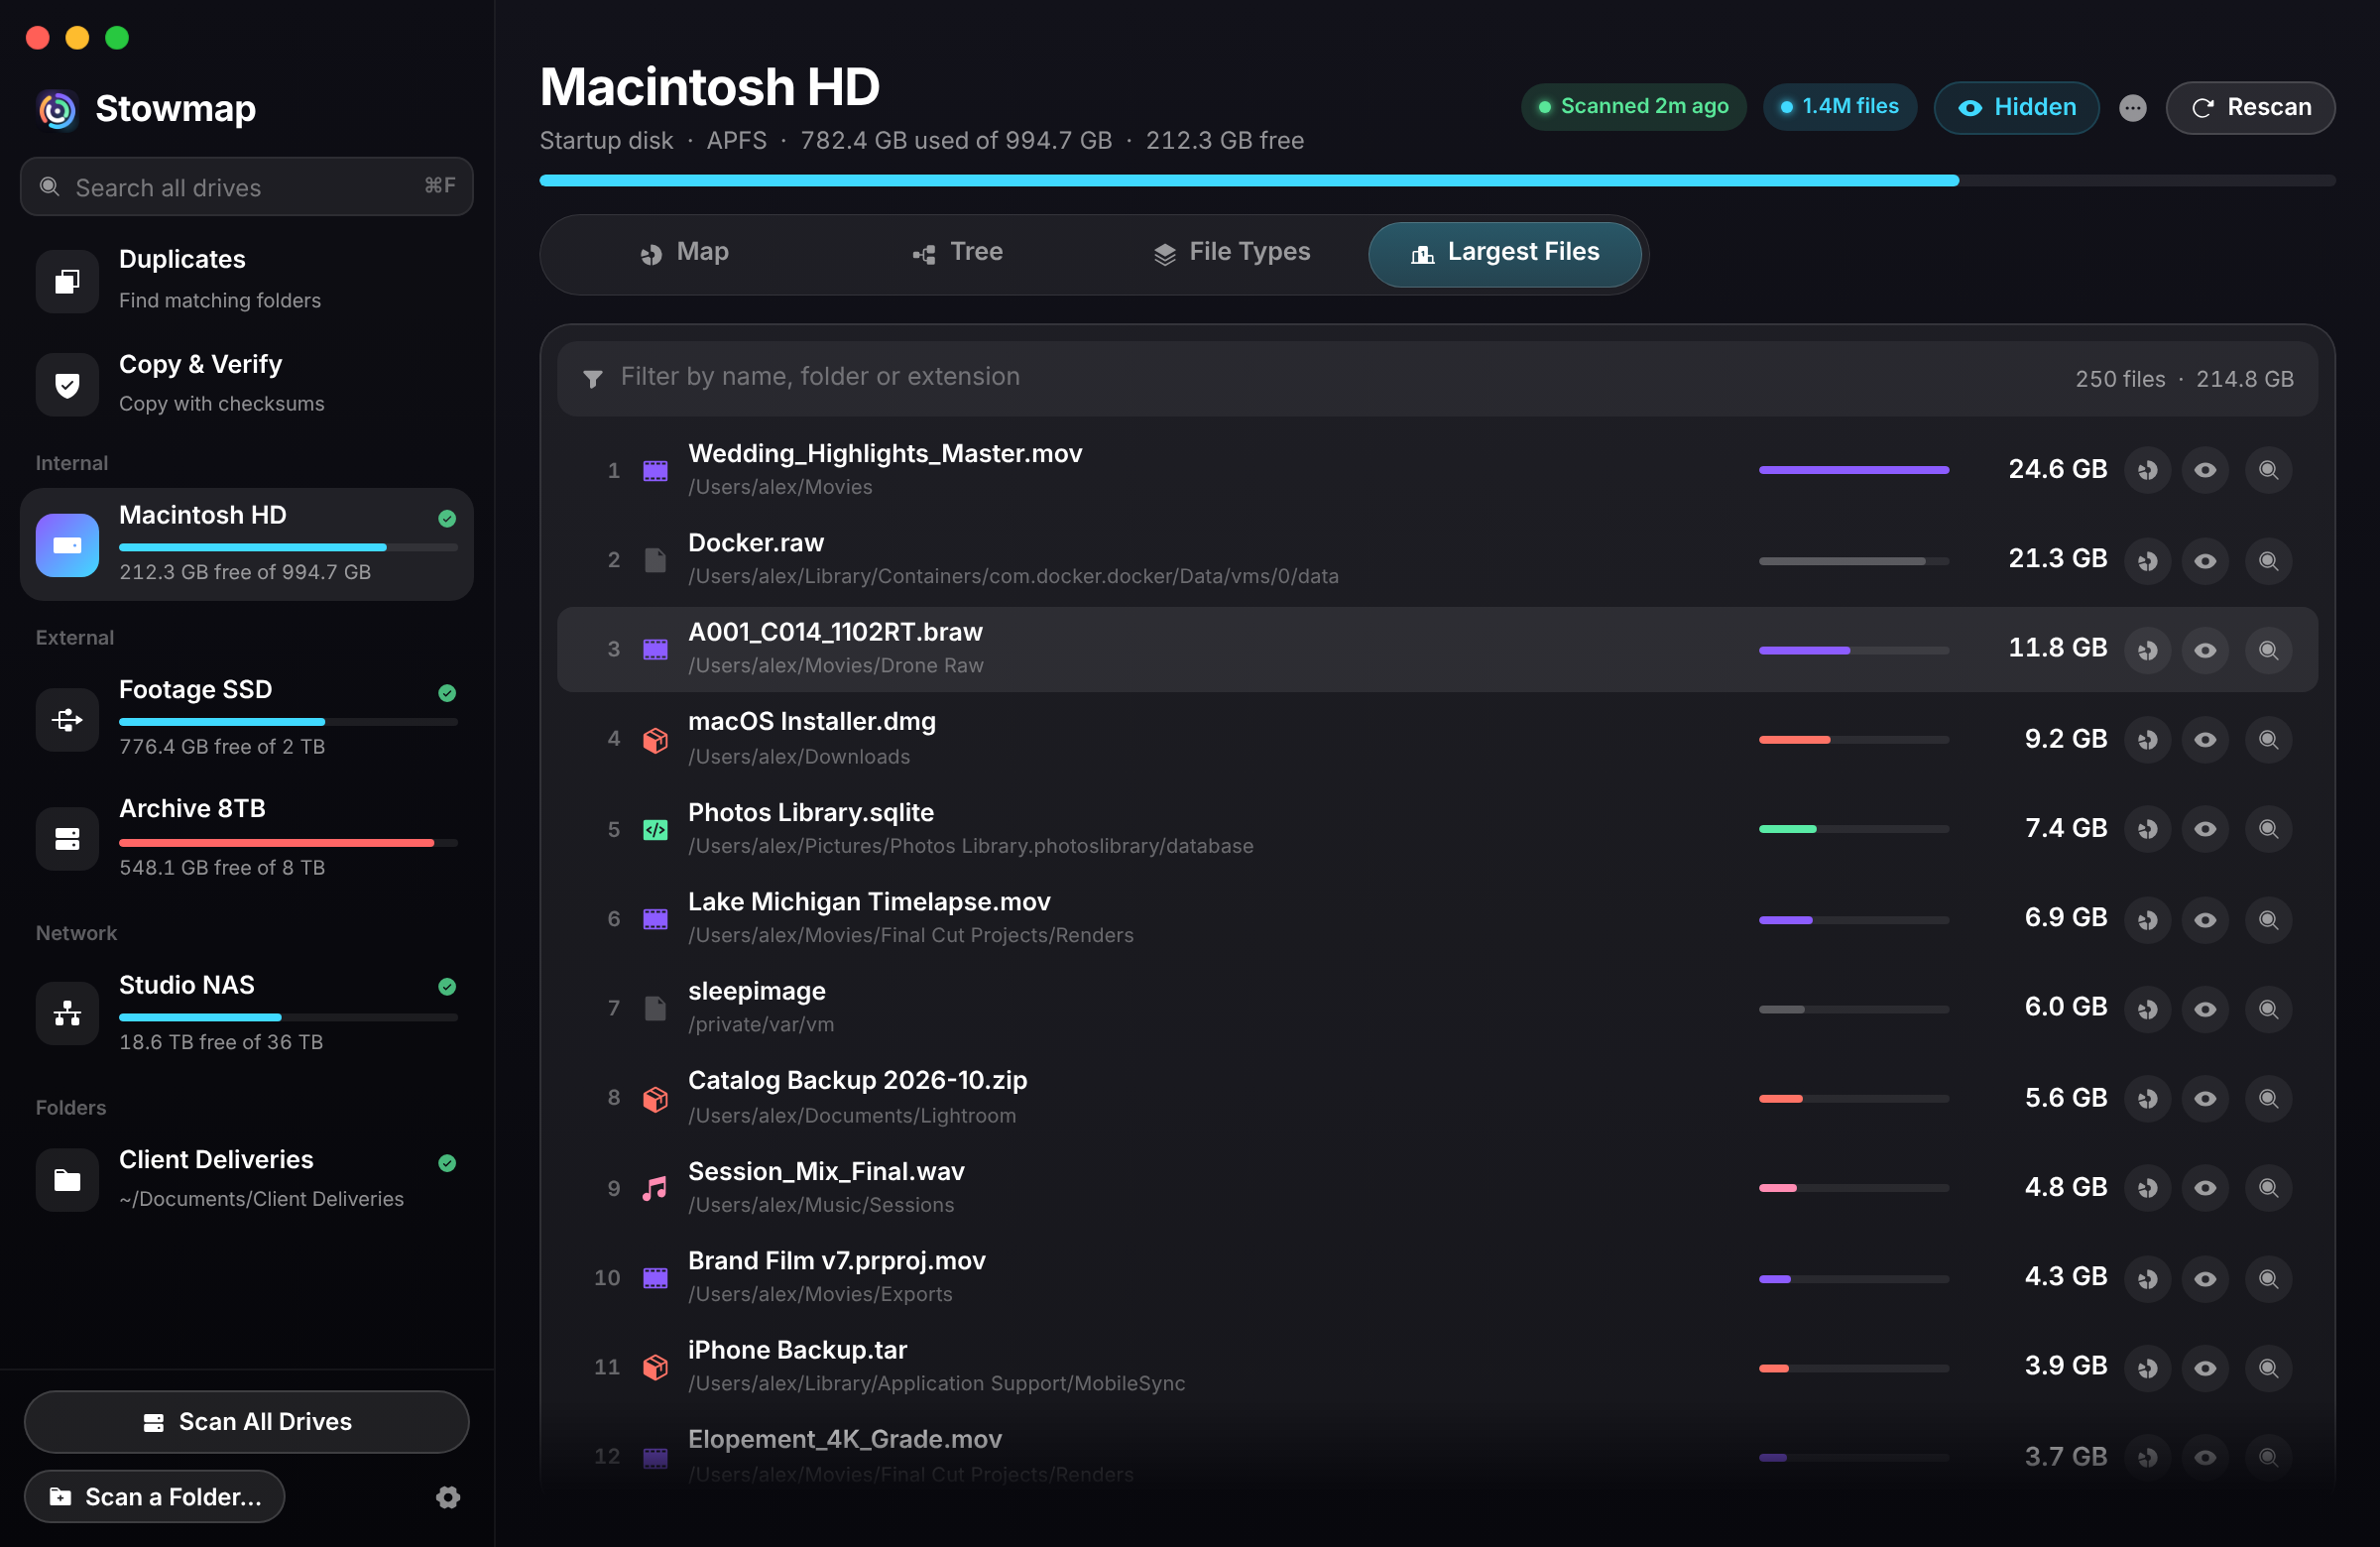 Stowmap
Search all drives ⌘F
Duplicates
Find matching folders
Copy & Verify
Copy with checksums
Internal
Macintosh HD
212.3 GB free of 994.7 GB
External
Footage SSD
776.4 GB free of 2 TB
Archive 8TB
548.1 GB free of 8 TB
Network
Studio NAS
18.6 TB free of 36 TB
Folders
Client Deliveries
~/Documents/Client Deliveries
Scan All Drives
Scan a Folder...
Macintosh HD
Startup disk · APFS · 782.4 GB used of 994.7 GB · 212.3 GB free
Scanned 2m ago
1.4M files
Hidden
Rescan
Map
Tree
File Types
Largest Files
Filter by name, folder or extension
250 files · 214.8 GB
1 Wedding_Highlights_Master.mov 24.6 GB
/Users/alex/Movies
2 Docker.raw 21.3 GB
/Users/alex/Library/Containers/com.docker.docker/Data/vms/0/data
3 A001_C014_1102RT.braw 11.8 GB
/Users/alex/Movies/Drone Raw
4 macOS Installer.dmg 9.2 GB
/Users/alex/Downloads
5 Photos Library.sqlite 7.4 GB
/Users/alex/Pictures/Photos Library.photoslibrary/database
6 Lake Michigan Timelapse.mov 6.9 GB
/Users/alex/Movies/Final Cut Projects/Renders
7 sleepimage 6.0 GB
/private/var/vm
8 Catalog Backup 2026-10.zip 5.6 GB
/Users/alex/Documents/Lightroom
9 Session_Mix_Final.wav 4.8 GB
/Users/alex/Music/Sessions
10 Brand Film v7.prproj.mov 4.3 GB
/Users/alex/Movies/Exports
11 iPhone Backup.tar 3.9 GB
/Users/alex/Library/Application Support/MobileSync
12 Elopement_4K_Grade.mov 3.7 GB
/Users/alex/Movies/Final Cut Projects/Renders